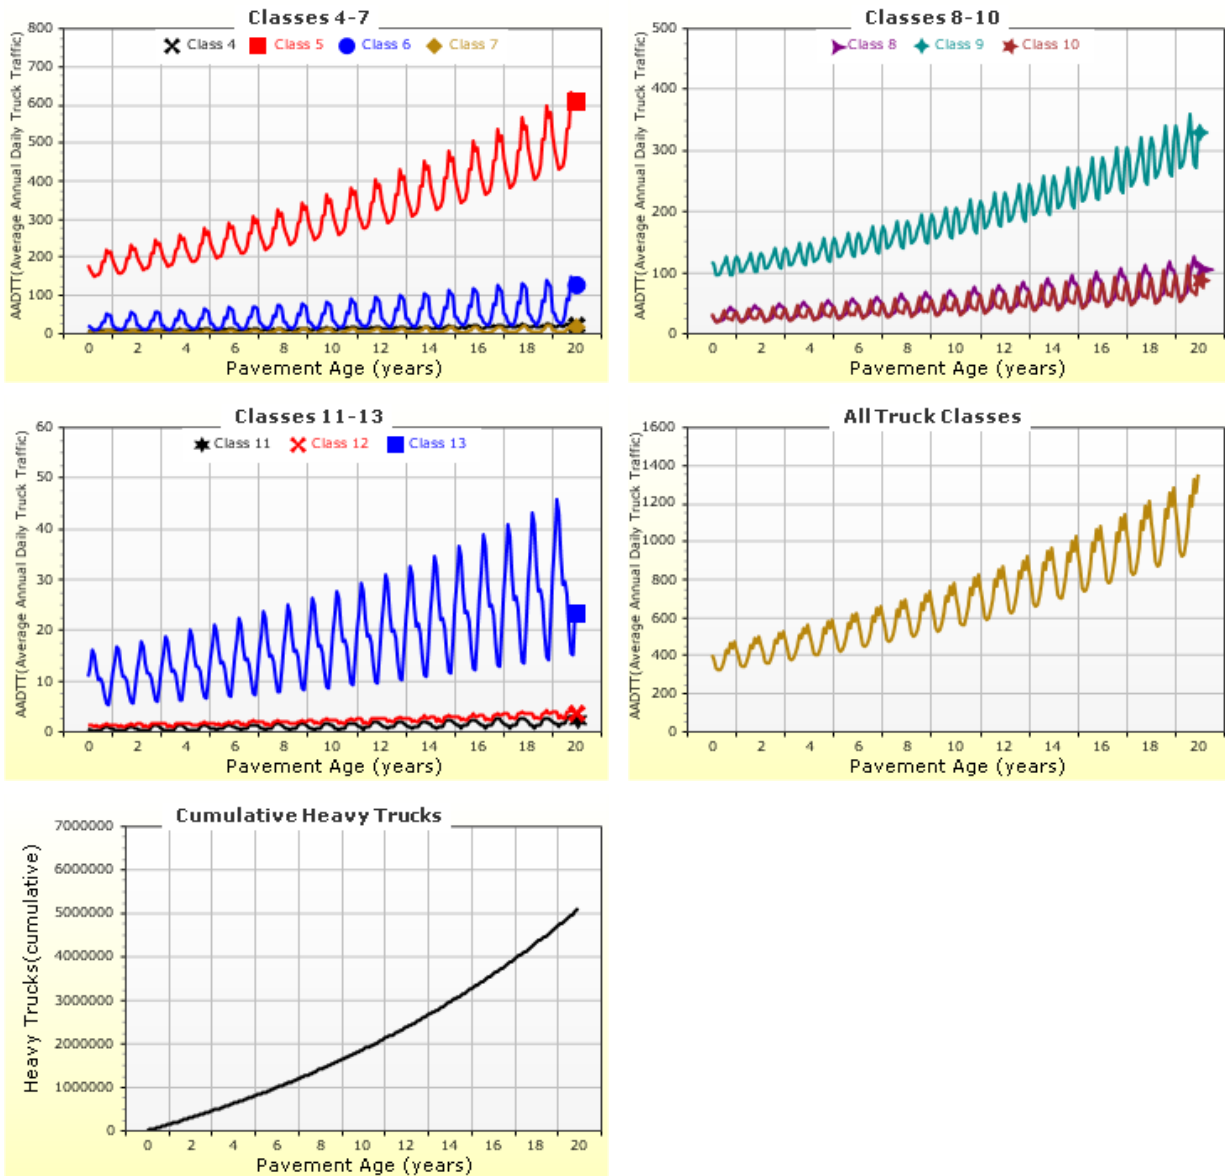 Classes 4-7
Class 4 Class 5 Class 6 Class 7
AADTT(Average Annual Daily Truck Traffic)
800
700
600
500
400
300
200
100
0
0 2 4 6 8 10 12 14 16 18 20
Pavement Age (years)
Classes 8-10
Class 8 Class 9 Class 10
AADTT(Average Annual Daily Truck Traffic)
500
400
300
200
100
0
0 2 4 6 8 10 12 14 16 18 20
Pavement Age (years)
Classes 11-13
Class 11 Class 12 Class 13
AADTT(Average Annual Daily Truck Traffic)
60
50
40
30
20
10
0
0 2 4 6 8 10 12 14 16 18 20
Pavement Age (years)
All Truck Classes
AADTT(Average Annual Daily Truck Traffic)
1600
1400
1200
1000
800
600
400
200
0
0 2 4 6 8 10 12 14 16 18 20
Pavement Age (years)
Cumulative Heavy Trucks
Heavy Trucks(cumulative)
7000000
6000000
5000000
4000000
3000000
2000000
1000000
0
0 2 4 6 8 10 12 14 16 18 20
Pavement Age (years)